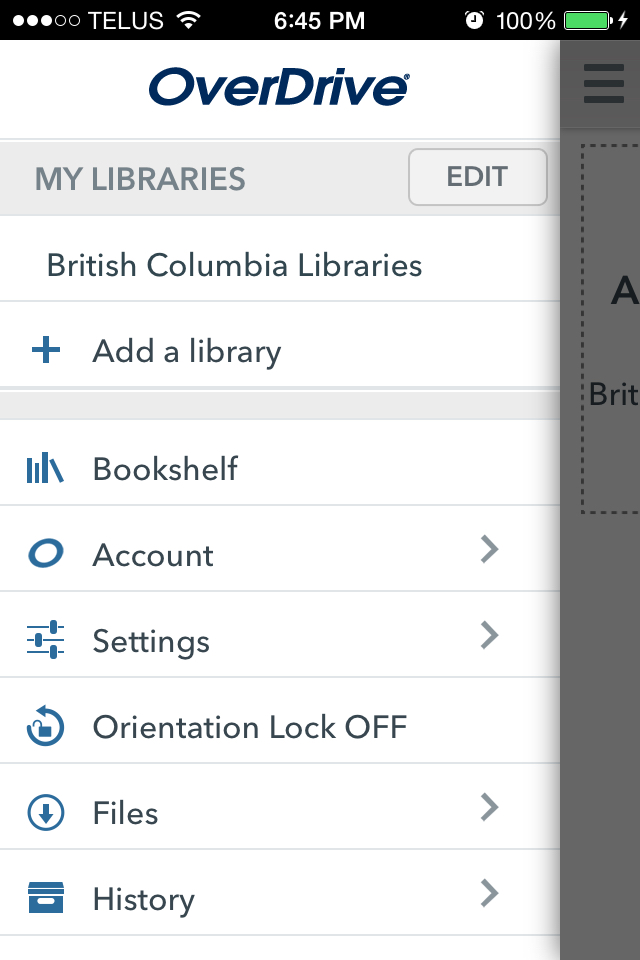 TELUS 6:45 PM 100%
OverDrive®
MY LIBRARIES EDIT
British Columbia Libraries
A
Add a library
Brit
Bookshelf
Account
Settings
Orientation Lock OFF
Files
History